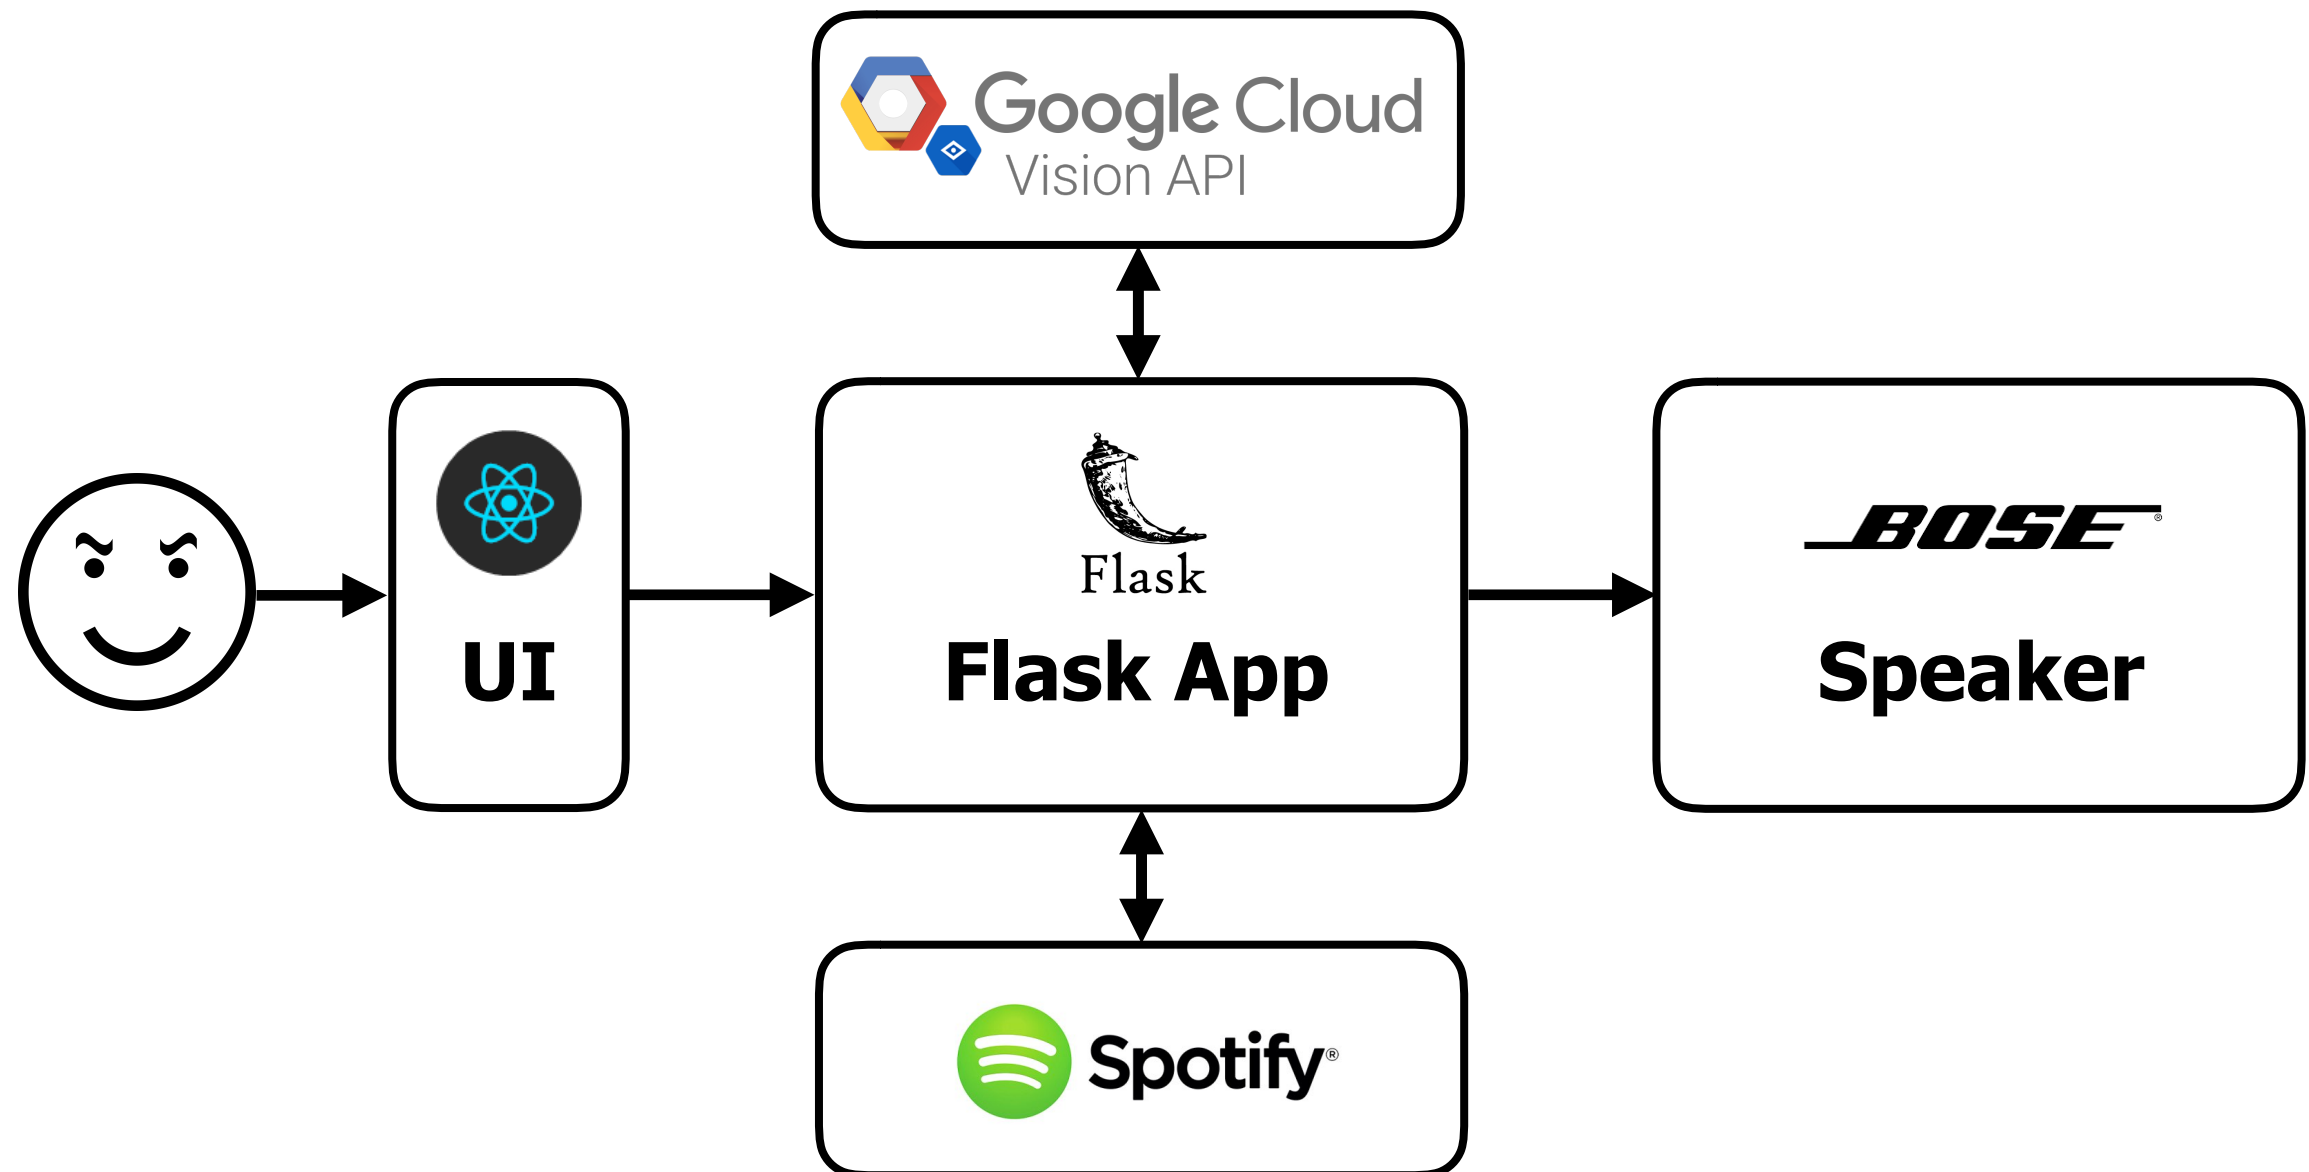 Google Cloud
Vision API
UI
Flask
Flask App
BOSE®
Speaker
Spotify®